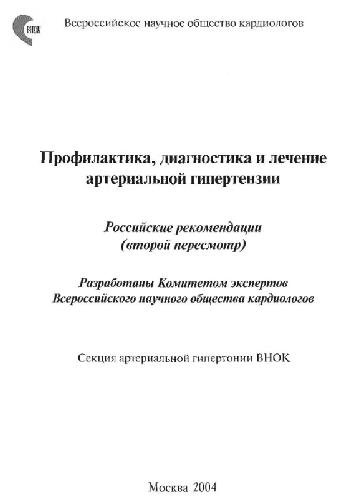 ВНОК
Всероссийское научное общество кардиологов
Профилактика, диагностика и лечение
артериальной гипертензии
Российские рекомендации
(второй пересмотр)
Разработаны Комитетом экспертов
Всероссийского научного общества кардиологов
Секция артериальной гипертонии ВНОК
Москва 2004